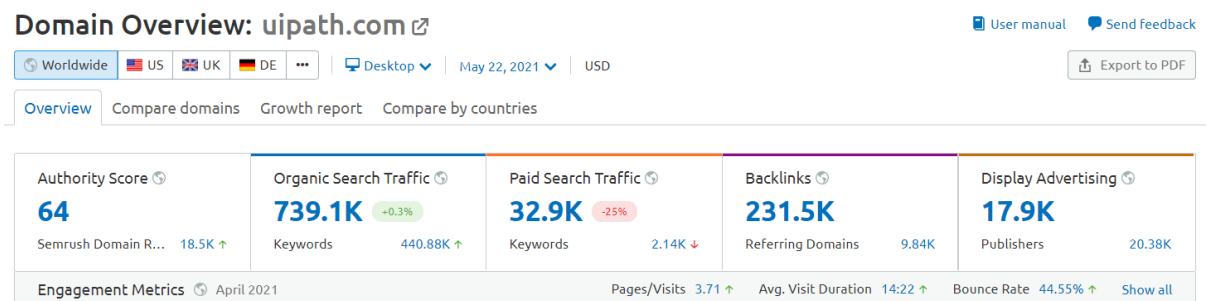 Domain Overview: uipath.com
User manual
Send feedback
Worldwide US UK DE ••• Desktop May 22, 2021 USD
Export to PDF
Overview Compare domains Growth report Compare by countries
Authority Score
64
Semrush Domain R... 18.5K ↑
Organic Search Traffic
739.1K +0.3%
Keywords 440.88K ↑
Paid Search Traffic
32.9K -25%
Keywords 2.14K ↓
Backlinks
231.5K
Referring Domains 9.84K
Display Advertising
17.9K
Publishers 20.38K
Engagement Metrics April 2021 Pages/Visits 3.71 ↑ Avg. Visit Duration 14:22 ↑ Bounce Rate 44.55% ↑ Show all